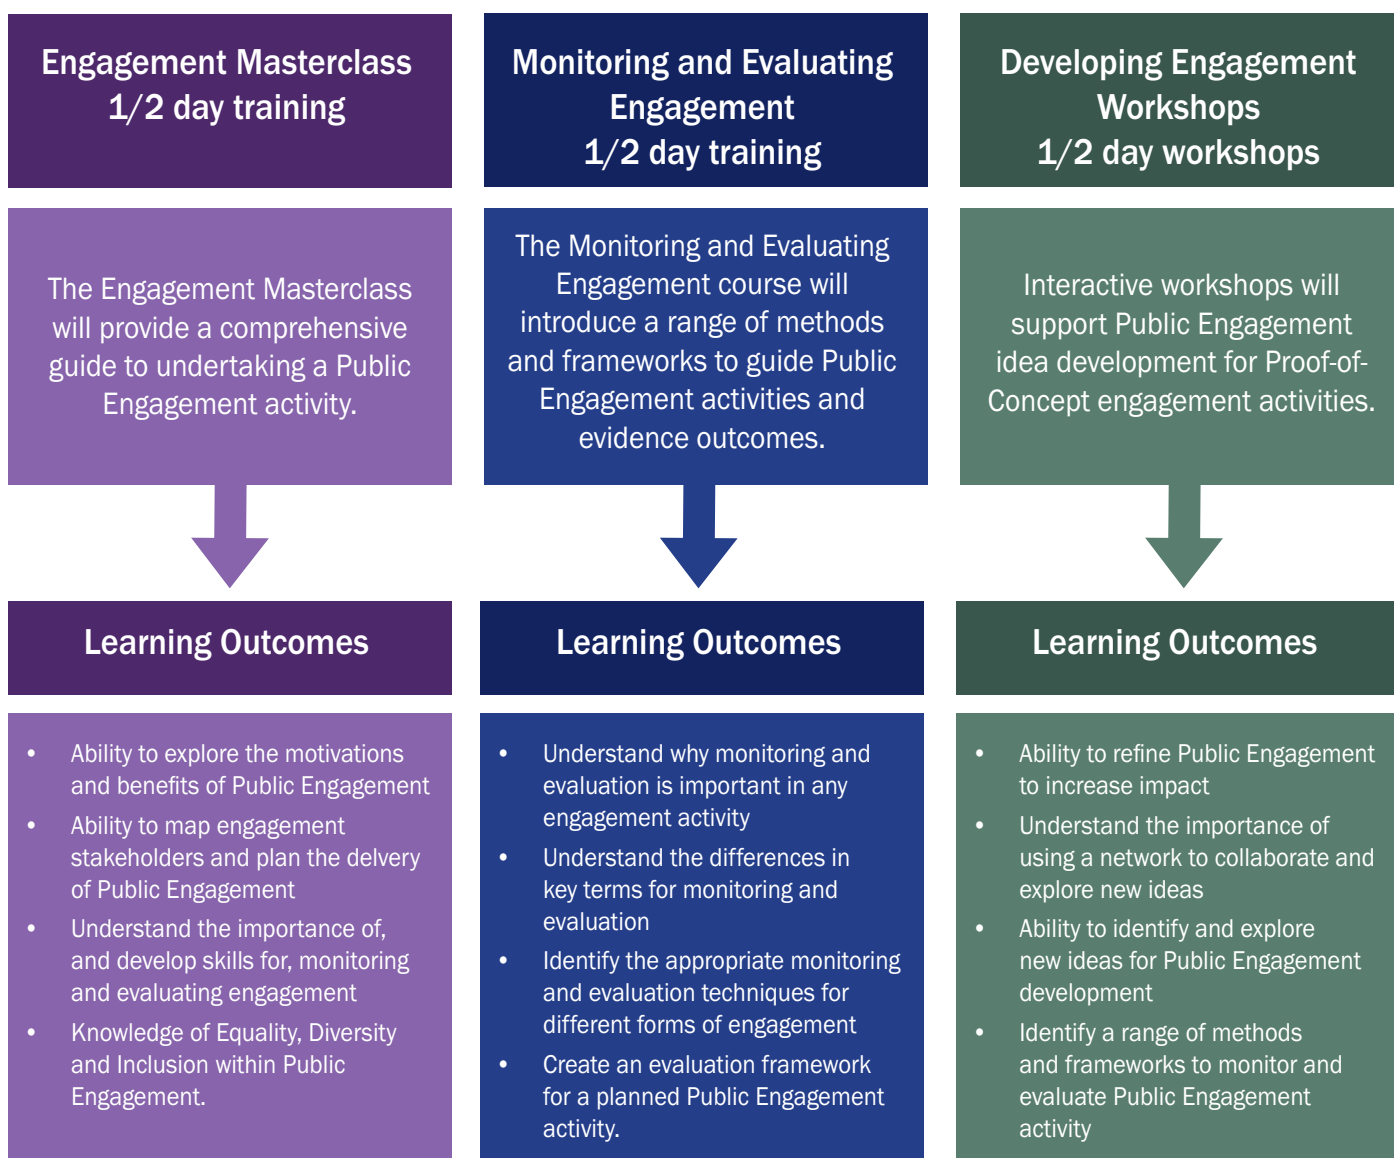 Engagement Masterclass
1/2 day training
The Engagement Masterclass
will provide a comprehensive
guide to undertaking a Public
Engagement activity.
Learning Outcomes
• Ability to explore the motivations
and benefits of Public Engagement
• Ability to map engagement
stakeholders and plan the delvery
of Public Engagement
• Understand the importance of,
and develop skills for, monitoring
and evaluating engagement
• Knowledge of Equality, Diversity
and Inclusion within Public
Engagement.
Monitoring and Evaluating
Engagement
1/2 day training
The Monitoring and Evaluating
Engagement course will
introduce a range of methods
and frameworks to guide Public
Engagement activities and
evidence outcomes.
Learning Outcomes
• Understand why monitoring and
evaluation is important in any
engagement activity
• Understand the differences in
key terms for monitoring and
evaluation
• Identify the appropriate monitoring
and evaluation techniques for
different forms of engagement
• Create an evaluation framework
for a planned Public Engagement
activity.
Developing Engagement
Workshops
1/2 day workshops
Interactive workshops will
support Public Engagement
idea development for Proof-of-
Concept engagement activities.
Learning Outcomes
• Ability to refine Public Engagement
to increase impact
• Understand the importance of
using a network to collaborate and
explore new ideas
• Ability to identify and explore
new ideas for Public Engagement
development
• Identify a range of methods
and frameworks to monitor and
evaluate Public Engagement
activity